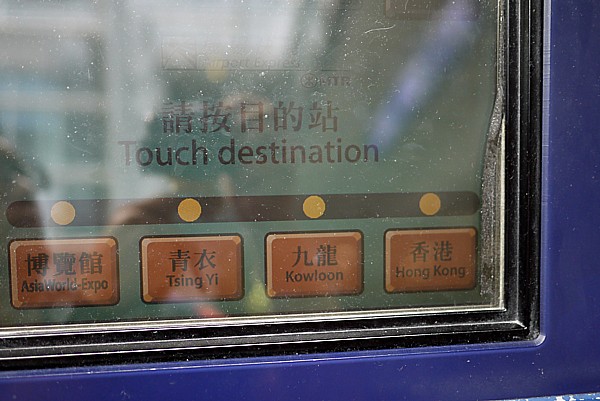 請按目的站
Touch destination
博覽館
AsiaWorld-Expo
青衣
Tsing Yi
九龍
Kowloon
香港
Hong Kong